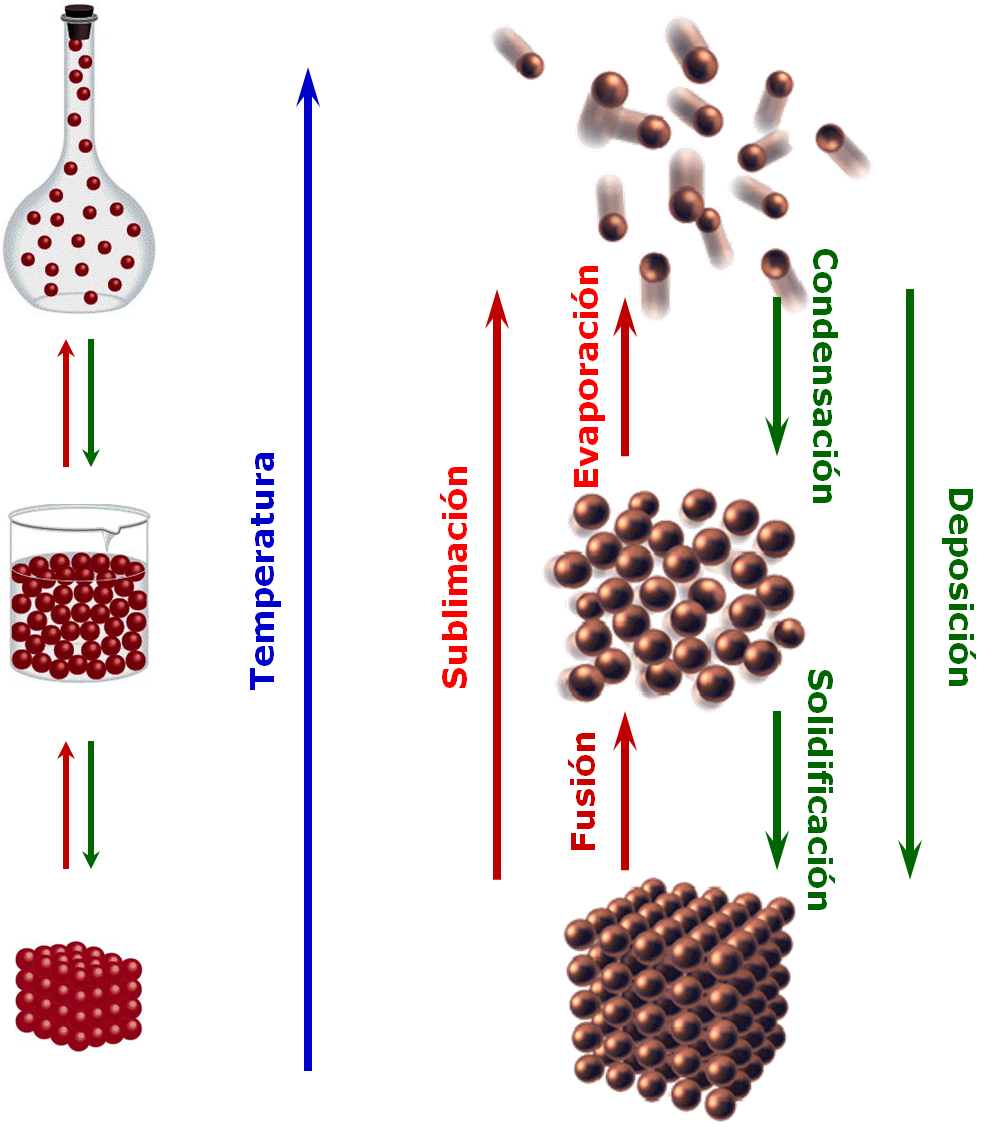 Temperatura
Sublimación
Evaporación
Condensación
Deposición
Fusión
Solidificación